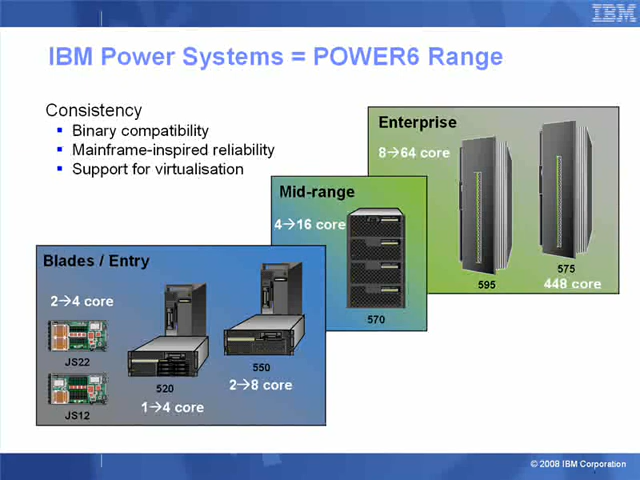 IBM
IBM Power Systems = POWER6 Range
Consistency
Binary compatibility
Mainframe-inspired reliability
Support for virtualisation
Enterprise
8→64 core
595
575
448 core
Mid-range
4→16 core
570
Blades / Entry
2→4 core
JS22
JS12
520
1→4 core
550
2→8 core
© 2008 IBM Corporation